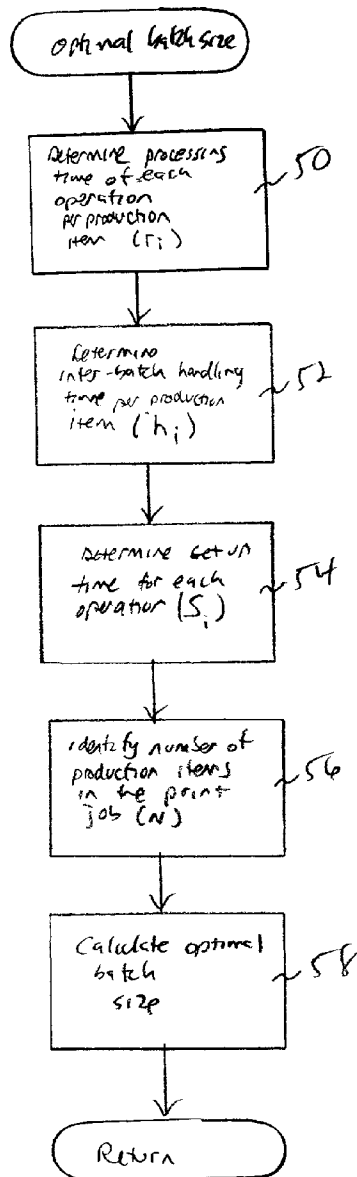 optimal batch size
Determine processing
time of each
operation
per production
item (ri)
50
Determine
inter-batch handling
time per production
item (hi)
52
Determine setup
time for each
operation (Si)
54
identify number of
production items
in the print
job (N)
56
Calculate optimal
batch
size
58
Return